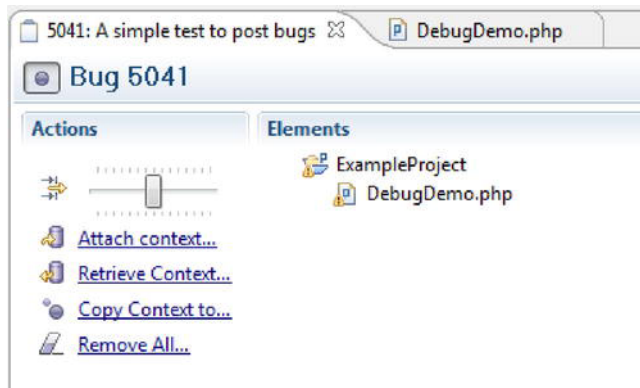 5041: A simple test to post bugs
DebugDemo.php
Bug 5041
Actions
Elements
ExampleProject
DebugDemo.php
Attach context...
Retrieve Context...
Copy Context to...
Remove All...